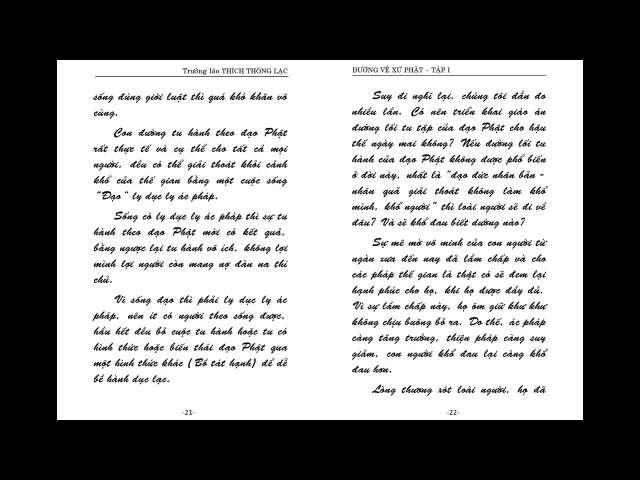 Trưởng lão THÍCH THÔNG LẠC
sống đúng giới luật thì quả khó khăn vô
cùng.
Con đường tu hành theo đạo Phật
rất thực tế và cụ thể cho tất cả mọi
người, đều có thể giải thoát khỏi cảnh
khổ của thế gian bằng một cuộc sống
“Đạo” ly dục ly ác pháp.
Sống có ly dục ly ác pháp thì sự tu
hành theo đạo Phật mới có kết quả,
bằng ngược lại tu hành vô ích, không lợi
mình lợi người còn mang nợ đàn na thí
chủ.
Vì sống đạo thì phải ly dục ly ác
pháp, nên ít có người theo sống được,
hầu hết đều bỏ cuộc tu hành hoặc tu có
hình thức hoặc biến thái đạo Phật qua
một hình thức khác (Bồ tát hạnh) để dễ
bề hành dục lạc.
-21-
ĐƯỜNG VỀ XỨ PHẬT – TẬP I
Suy đi nghĩ lại, chúng tôi đắn đo
nhiều lần. Có nên triển khai giáo án
đường lối tu tập của đạo Phật cho hậu
thế ngày mai không? Nếu đường lối tu
hành của đạo Phật không được phổ biến
ở đời này, nhất là “đạo đức nhân bản -
nhân quả giải thoát không làm khổ
mình, khổ người” thì loài người sẽ đi về
đâu? Và sẽ khổ đau biết dường nào?
Sự mê mờ vô minh của con người từ
ngàn xưa đến nay đã lầm chấp và cho
các pháp thế gian là thật có sẽ đem lại
hạnh phúc cho họ, khi họ được đầy đủ.
Vì sự lầm chấp này, họ ôm giữ khư khư
không chịu buông bỏ ra. Do thế, ác pháp
càng tăng trưởng, thiện pháp càng suy
giảm, con người khổ đau lại càng khổ
đau hơn.
Lòng thương xót loài người, họ đã
-22-